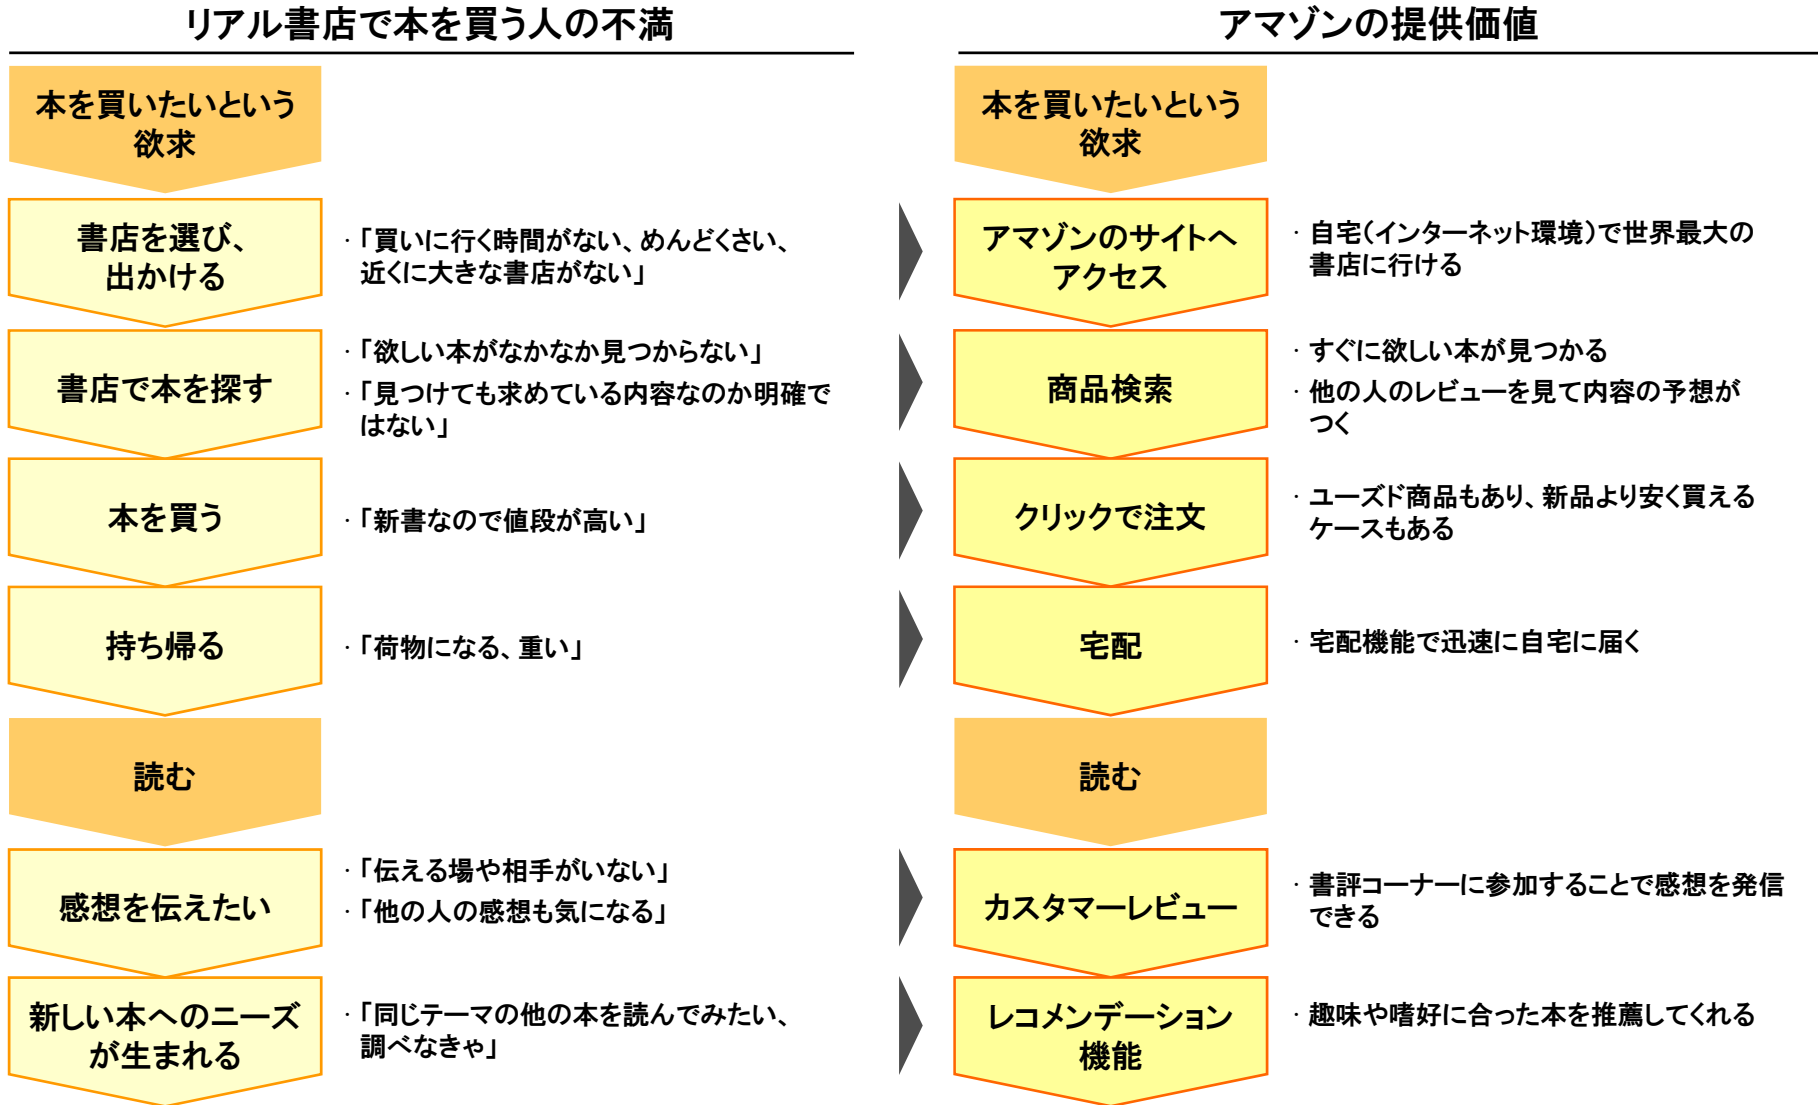 リアル書店で本を買う人の不満
本を買いたいという
欲求
書店を選び、
出かける
・「買いに行く時間がない、めんどくさい、
近くに大きな書店がない」
書店で本を探す
・「欲しい本がなかなか見つからない」
・「見つけても求めている内容なのか明確で
はない」
本を買う
・「新書なので値段が高い」
持ち帰る
・「荷物になる、重い」
読む
感想を伝えたい
・「伝える場や相手がいない」
・「他の人の感想も気になる」
新しい本へのニーズ
が生まれる
・「同じテーマの他の本を読んでみたい、
調べなきゃ」
アマゾンの提供価値
本を買いたいという
欲求
アマゾンのサイトへ
アクセス
・自宅（インターネット環境）で世界最大の
書店に行ける
商品検索
・すぐに欲しい本が見つかる
・他の人のレビューを見て内容の予想が
つく
クリックで注文
・ユーズド商品もあり、新品より安く買える
ケースもある
宅配
・宅配機能で迅速に自宅に届く
読む
カスタマーレビュー
・書評コーナーに参加することで感想を発信
できる
レコメンデーション
機能
・趣味や嗜好に合った本を推薦してくれる